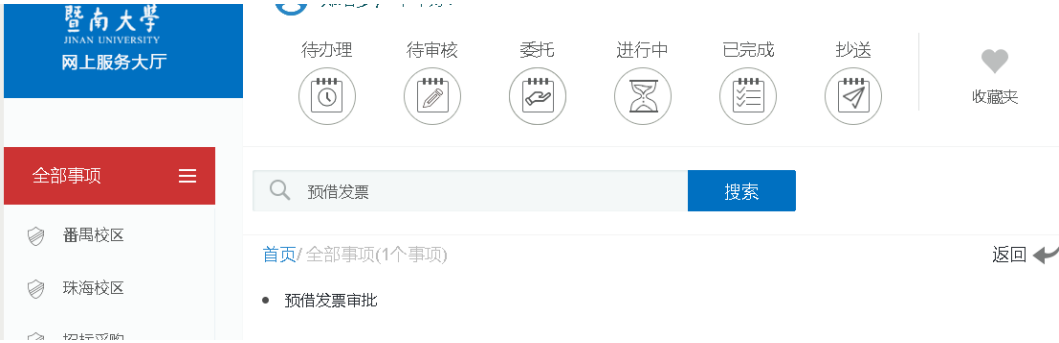 暨南大學
JINAN UNIVERSITY
网上服务大厅
待办理
待审核
委托
进行中
已完成
抄送
收藏夹
全部事项
预借发票
搜索
番禺校区
首页/全部事项(1个事项)
返回
珠海校区
预借发票审批